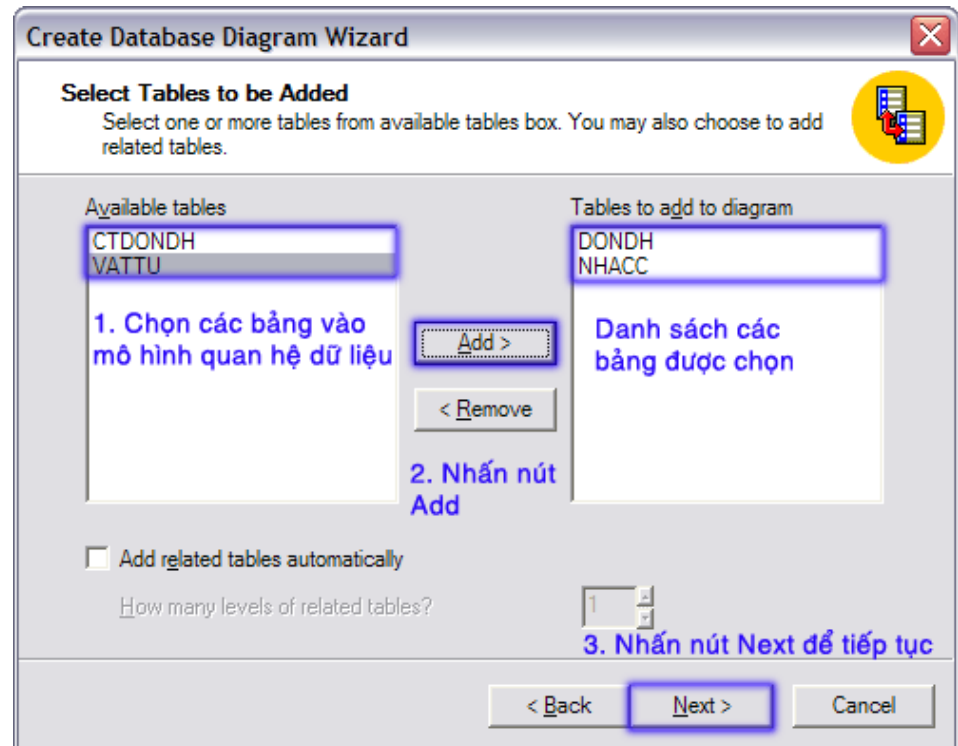 Create Database Diagram Wizard
Select Tables to be Added
Select one or more tables from available tables box. You may also choose to add
related tables.
Available tables
CTDONDH
VATTU
1. Chọn các bảng vào
mô hình quan hệ dữ liệu
Add >
< Remove
2. Nhấn nút
Add
Tables to add to diagram
DONDH
NHACC
Danh sách các
bảng được chọn
Add related tables automatically
How many levels of related tables?
1
3. Nhấn nút Next để tiếp tục
< Back
Next >
Cancel